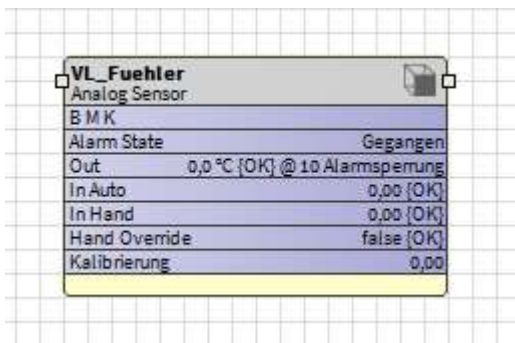 VL_Fuehler
Analog Sensor
B M K
Alarm State Gegangen
Out 0,0 °C {OK} @ 10 Alarmsperrung
In Auto 0,00 {OK}
In Hand 0,00 {OK}
Hand Override false {OK}
Kalibrierung 0,00